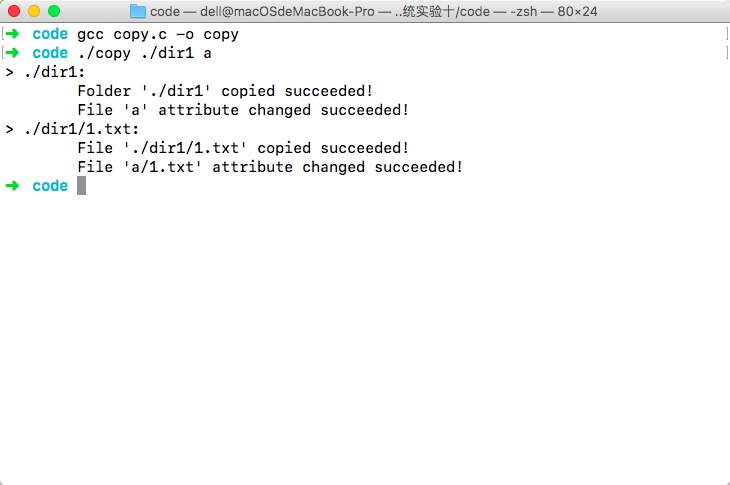 code — dell@macOSdeMacBook-Pro — ..统实验十/code — -zsh — 80×24
[➜  code gcc copy.c -o copy ]
[➜  code ./copy ./dir1 a ]
> ./dir1:
Folder './dir1' copied succeeded!
File 'a' attribute changed succeeded!
> ./dir1/1.txt:
File './dir1/1.txt' copied succeeded!
File 'a/1.txt' attribute changed succeeded!
➜  code